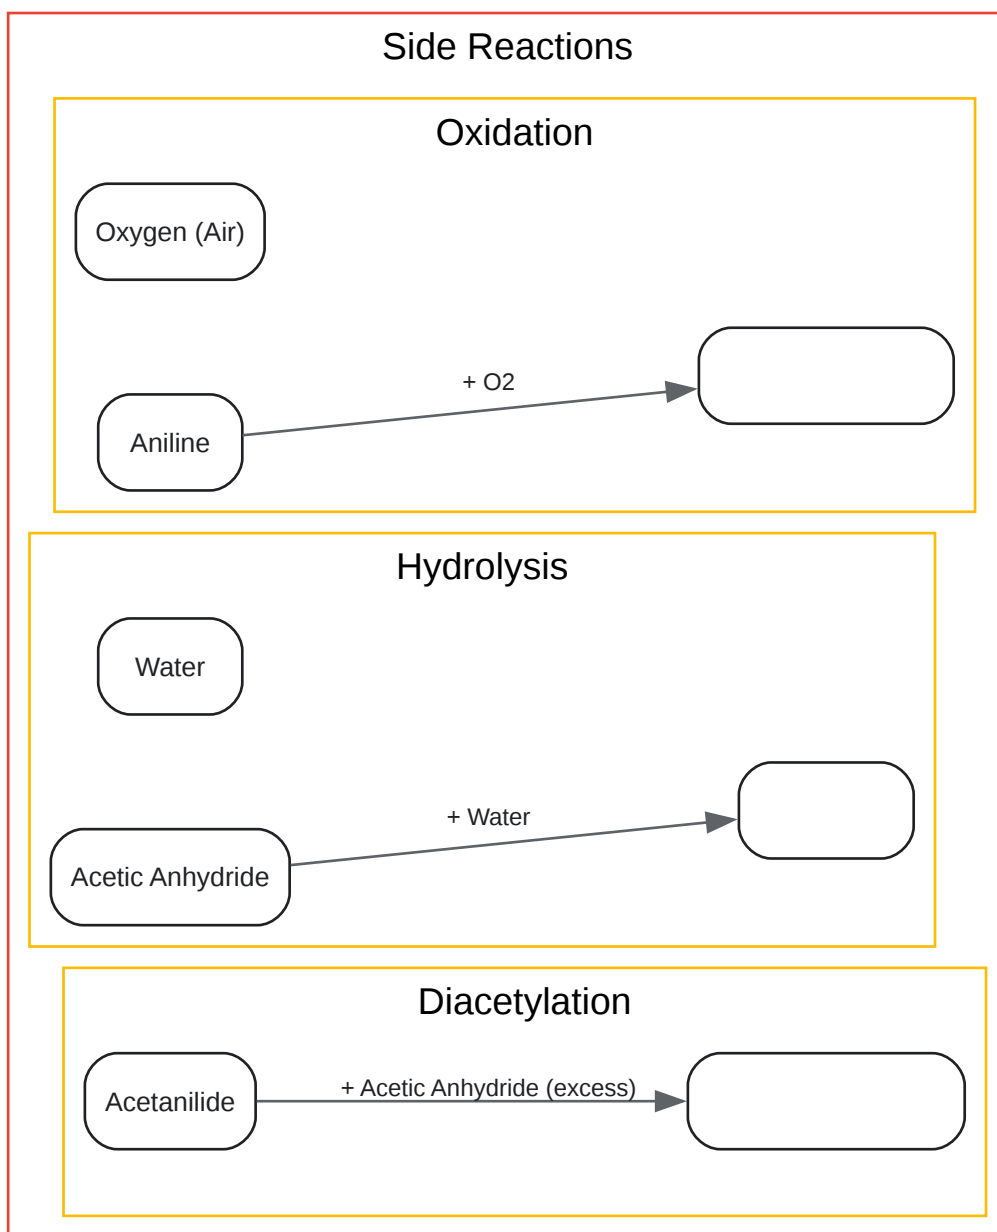 Side Reactions
Oxidation
Oxygen (Air)
+ O2
Aniline
Hydrolysis
Water
+ Water
Acetic Anhydride
Diacetylation
Acetanilide
+ Acetic Anhydride (excess)